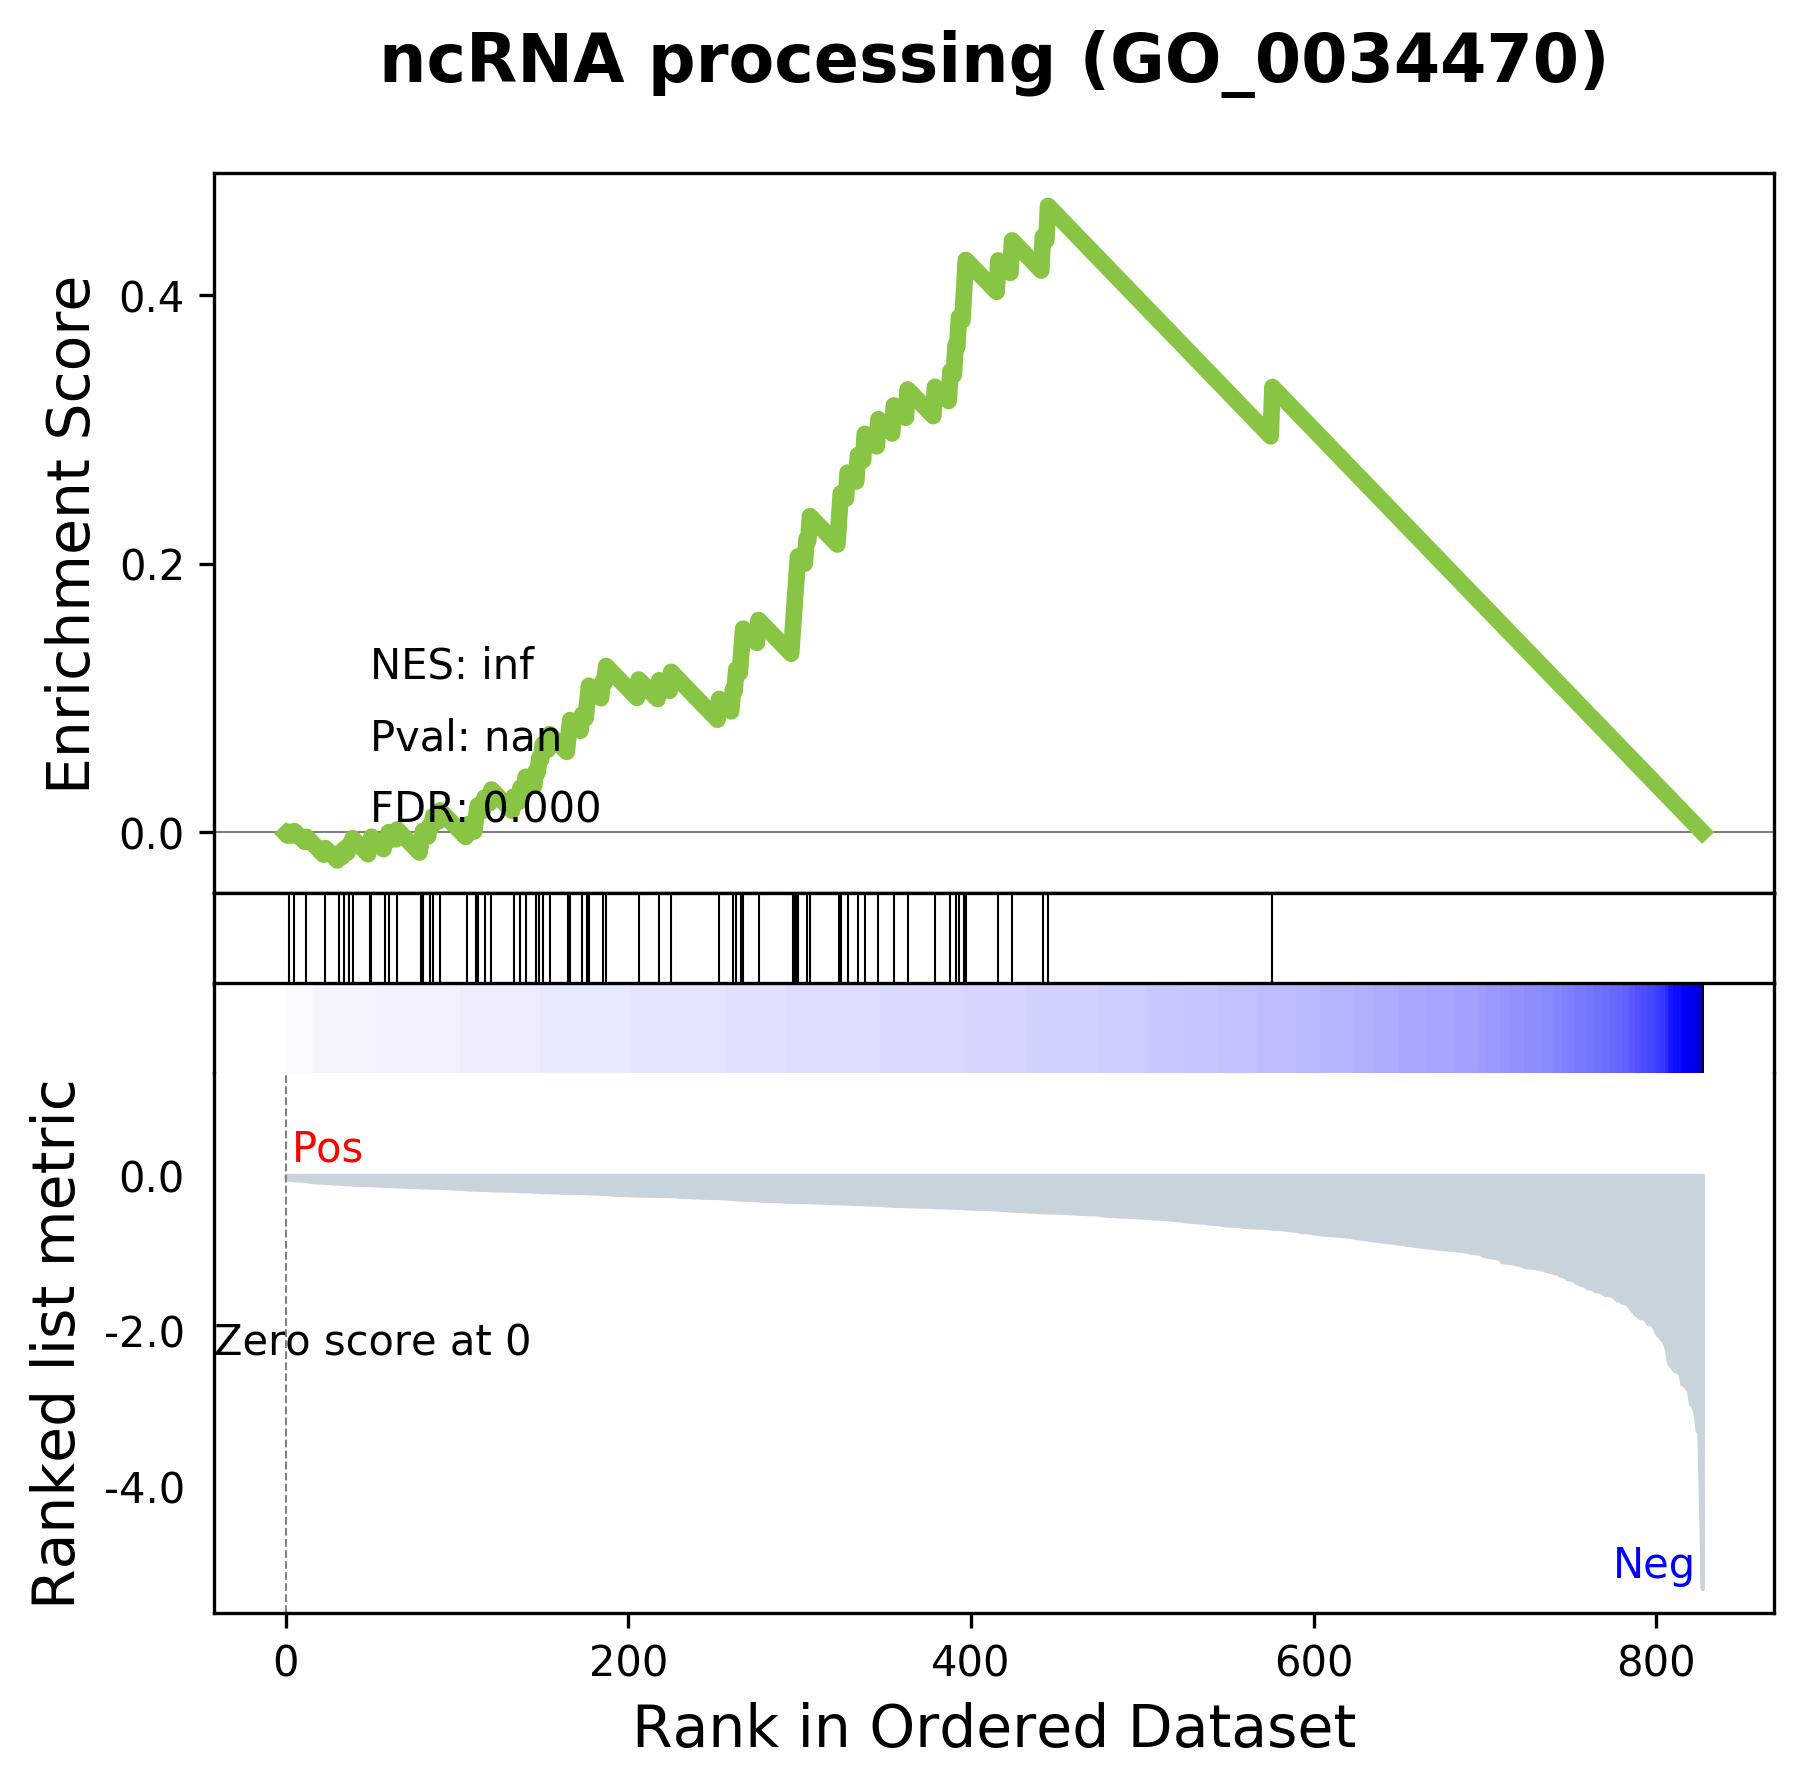 ncRNA processing (GO_0034470)
Enrichment Score
0.4
0.2
0.0
NES: inf
Pval: nan
FDR: 0.000
Ranked list metric
Pos
0.0
-2.0
-4.0
Zero score at 0
Neg
0 200 400 600 800
Rank in Ordered Dataset